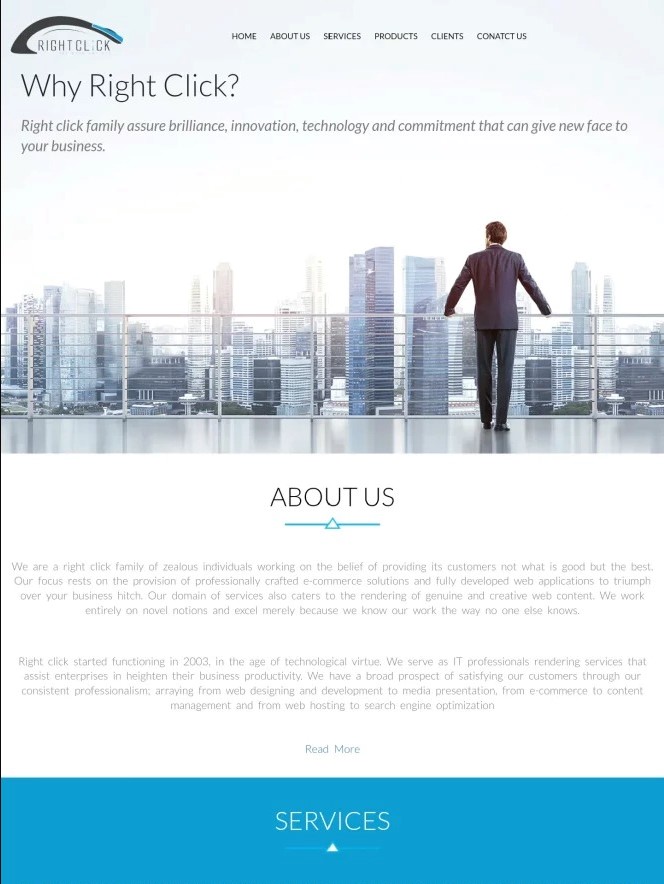 RIGHT CLICK
HOME ABOUT US SERVICES PRODUCTS CLIENTS CONATCT US
Why Right Click?
Right click family assure brilliance, innovation, technology and commitment that can give new face to
your business.
ABOUT US
We are a right click family of zealous individuals working on the belief of providing its customers not what is good but the best.
Our focus rests on the provision of professionally crafted e-commerce solutions and fully developed web applications to triumph
over your business hitch. Our domain of services also caters to the rendering of genuine and creative web content. We work
entirely on novel notions and excel merely because we know our work the way no one else knows.
Right click started functioning in 2003, in the age of technological virtue. We serve as IT professionals rendering services that
assist enterprises in heighten their business productivity. We have a broad prospect of satisfying our customers through our
consistent professionalism; arraying from web designing and development to media presentation, from e-commerce to content
management and from web hosting to search engine optimization
Read More
SERVICES